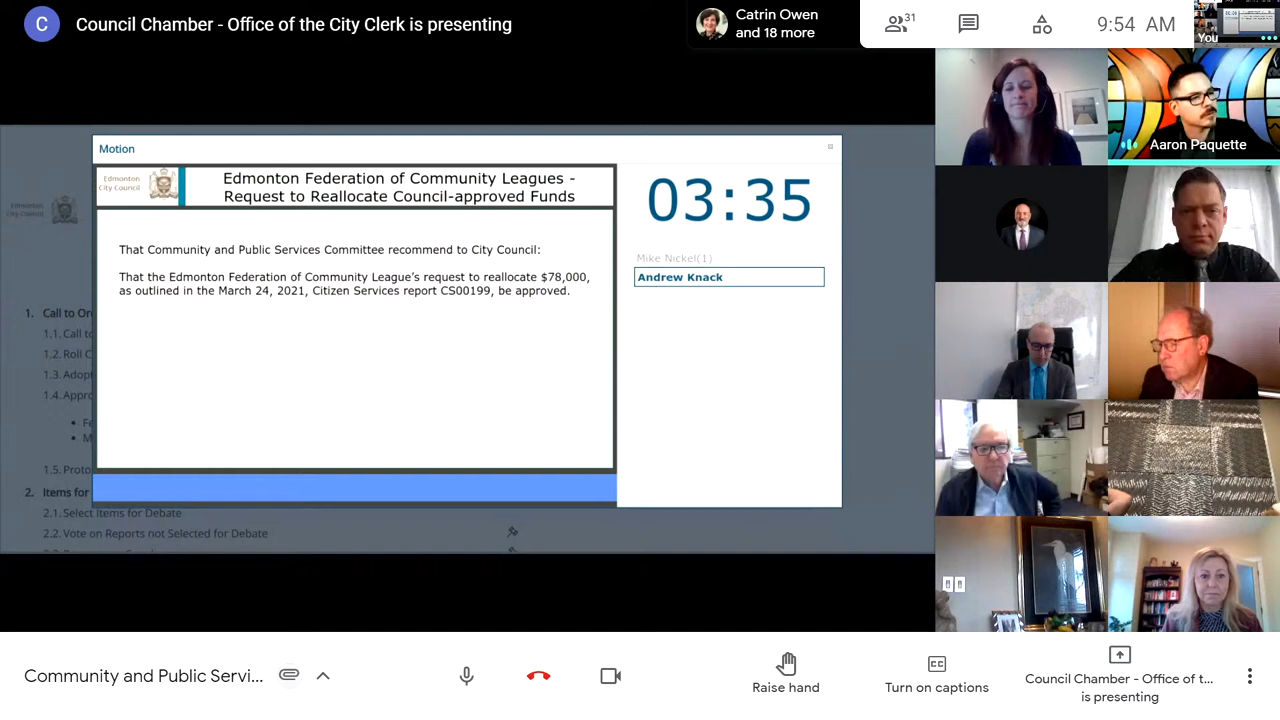 C
Council Chamber - Office of the City Clerk is presenting
Catrin Owen
and 18 more
31
9:54 AM
You
Aaron Paquette
Motion
Edmonton
City Council
Edmonton Federation of Community Leagues -
Request to Reallocate Council-approved Funds
That Community and Public Services Committee recommend to City Council:
That the Edmonton Federation of Community League's request to reallocate $78,000,
as outlined in the March 24, 2021, Citizen Services report CS00199, be approved.
03:35
Mike Nickel(1)
Andrew Knack
Edmonton
City Council
1. Call to Or
1.1. Call to
1.2. Roll C
1.3. Adop
1.4. Appro
• Fe
• M
1.5. Proto
2. Items for
2.1. Select Items for Debate
2.2. Vote on Reports not Selected for Debate
Community and Public Servi...
Raise hand
CC
Turn on captions
Council Chamber - Office of t...
is presenting